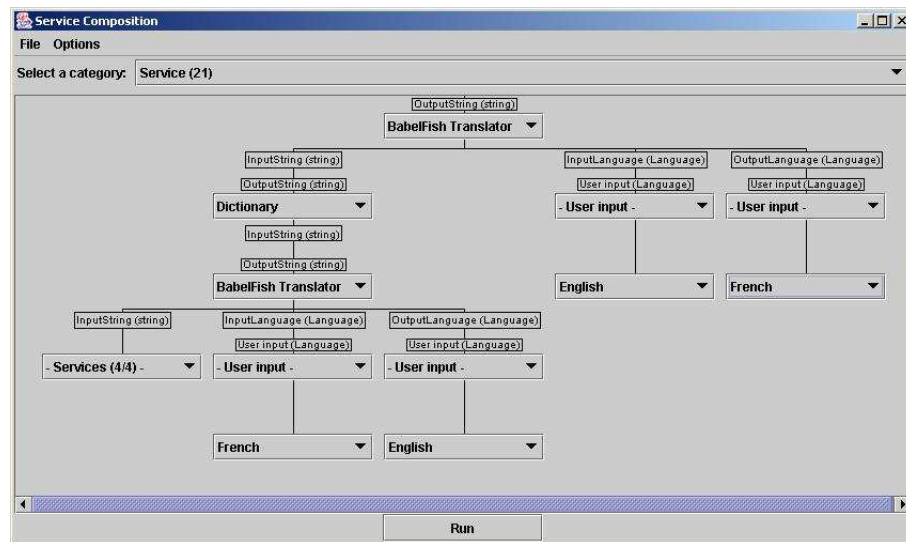 Service Composition
File Options
Select a category: Service (21)
OutputString (string)
BabelFish Translator
InputString (string) InputLanguage (Language) OutputLanguage (Language)
OutputString (string) User input (Language) User input (Language)
Dictionary - User input - - User input -
InputString (string)
OutputString (string)
BabelFish Translator English French
InputString (string) InputLanguage (Language) OutputLanguage (Language)
User input (Language) User input (Language)
- Services (4/4) - - User input - - User input -
French English
Run